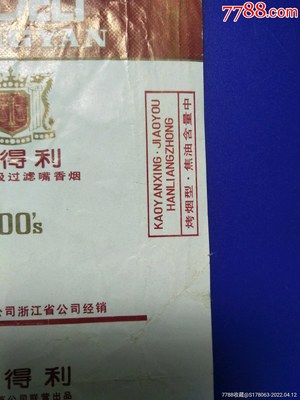 7788.com
YAN
得利
级过滤嘴香烟
00's
KAOYANXING·JIAOYOU
HANLIANGZHONG
烤烟型·焦油含量中
公司浙江省公司经销
得利
7788收藏@S178063-2022.04.12